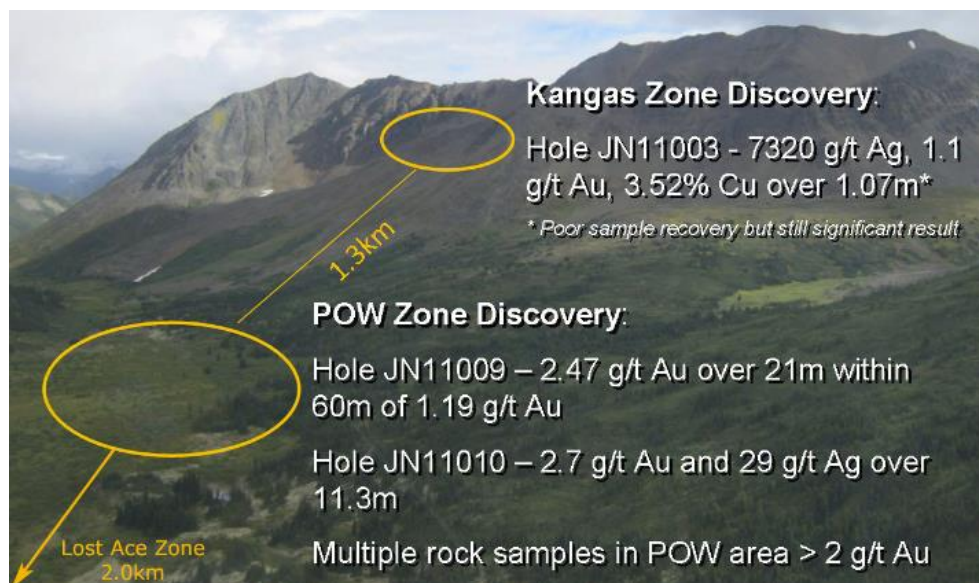 Kangas Zone Discovery:
Hole JN11003 - 7320 g/t Ag, 1.1
g/t Au, 3.52% Cu over 1.07m*
* Poor sample recovery but still significant result
1.3km
POW Zone Discovery:
Hole JN11009 – 2.47 g/t Au over 21m within
60m of 1.19 g/t Au
Hole JN11010 – 2.7 g/t Au and 29 g/t Ag over
11.3m
Multiple rock samples in POW area > 2 g/t Au
Lost Ace Zone
2.0km